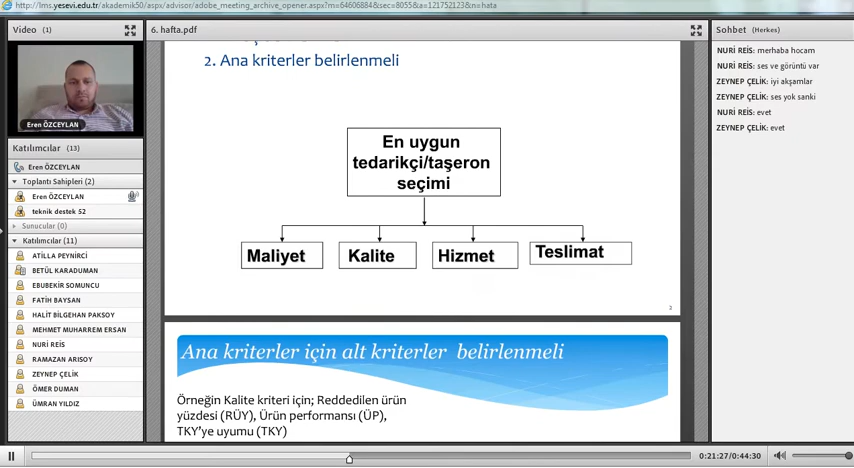 http://lms.yesevi.edu.tr/akademik50/aspx/advisor/adobe_meeting_archive_opener.aspx?m=64606884&sec=8055&a=121752123&n=hata
Video (1)
Eren ÖZCEYLAN
Katılımcılar (13)
Eren ÖZCEYLAN
Toplantı Sahipleri (2)
Eren ÖZCEYLAN
teknik destek 52
Sunucular (0)
Katılımcılar (11)
ATİLLA PEYNİRCİ
BETÜL KARADUMAN
EBUBEKİR SOMUNCU
FATİH BAYSAN
HALİT BİLGEHAN PAKSOY
MEHMET MUHARREM ERSAN
NURİ REİS
RAMAZAN ARISOY
ZEYNEP ÇELİK
ÖMER DUMAN
ÜMRAN YILDIZ
6. hafta.pdf
2. Ana kriterler belirlenmeli
En uygun
tedarikçi/taşeron
seçimi
Maliyet
Kalite
Hizmet
Teslimat
2
Ana kriterler için alt kriterler belirlenmeli
Örneğin Kalite kriteri için; Reddedilen ürün
yüzdesi (RÜY), Ürün performansı (ÜP),
TKY'ye uyumu (TKY)
Sohbet (Herkes)
NURİ REİS: merhaba hocam
NURİ REİS: ses ve görüntü var
ZEYNEP ÇELİK: iyi akşamlar
ZEYNEP ÇELİK: ses yok sanki
NURİ REİS: evet
ZEYNEP ÇELİK: evet
0:21:27/0:44:30